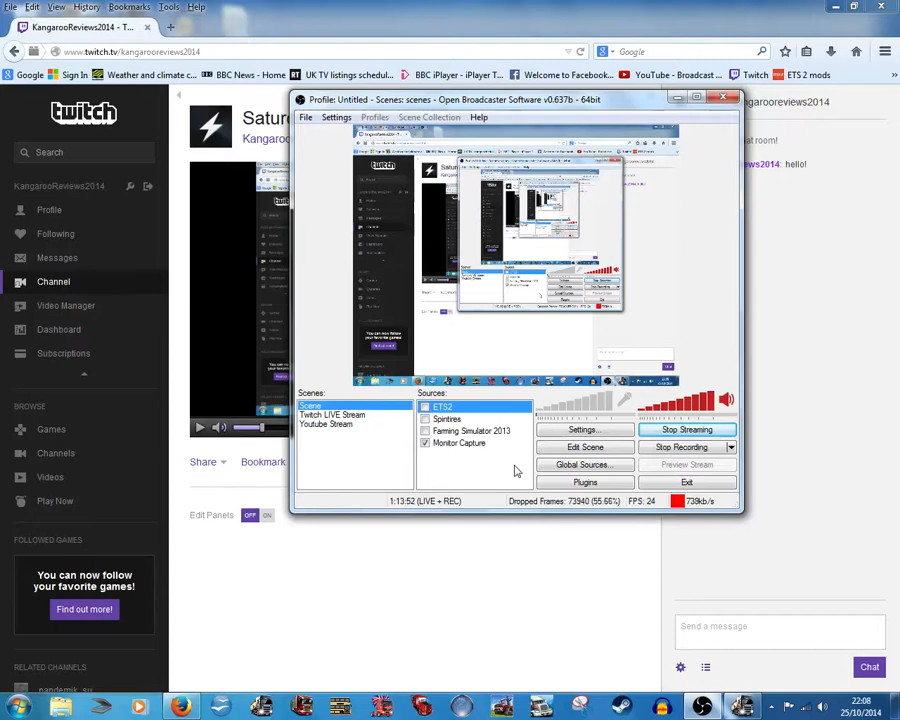 File Edit View History Bookmarks Tools Help
KangarooReviews2014 - T...
www.twitch.tv/kangarooreviews2014
Google
Google Sign In Weather and climate c... BBC News - Home UK TV listings schedul... BBC iPlayer - iPlayer T... Welcome to Facebook... YouTube - Broadcast ... Twitch ETS 2 mods
twitch
Search
KangarooReviews2014
Profile
Following
Messages
Channel
Video Manager
Dashboard
Subscriptions
BROWSE
Games
Channels
Videos
Play Now
FOLLOWED GAMES
You can now follow
your favorite games!
Find out more!
RELATED CHANNELS
nandemik_su
Satur
Kangaro
Share
Bookmark
Edit Panels OFF ON
Profile: Untitled - Scenes: scenes - Open Broadcaster Software v0.637b - 64bit
File Settings Profiles Scene Collection Help
Scenes:
Scene
Twitch LIVE Stream
Youtube Stream
Sources:
ETS2
Spintires
Farming Simulator 2013
Monitor Capture
Settings... Stop Streaming
Edit Scene Stop Recording
Global Sources... Preview Stream
Plugins Exit
1:13:52 (LIVE + REC) Dropped Frames: 73940 (55.66%) FPS: 24 738kb/s
ngarooreviews2014
at room!
iews2014: hello!
Send a message
Chat
22:08
25/10/2014